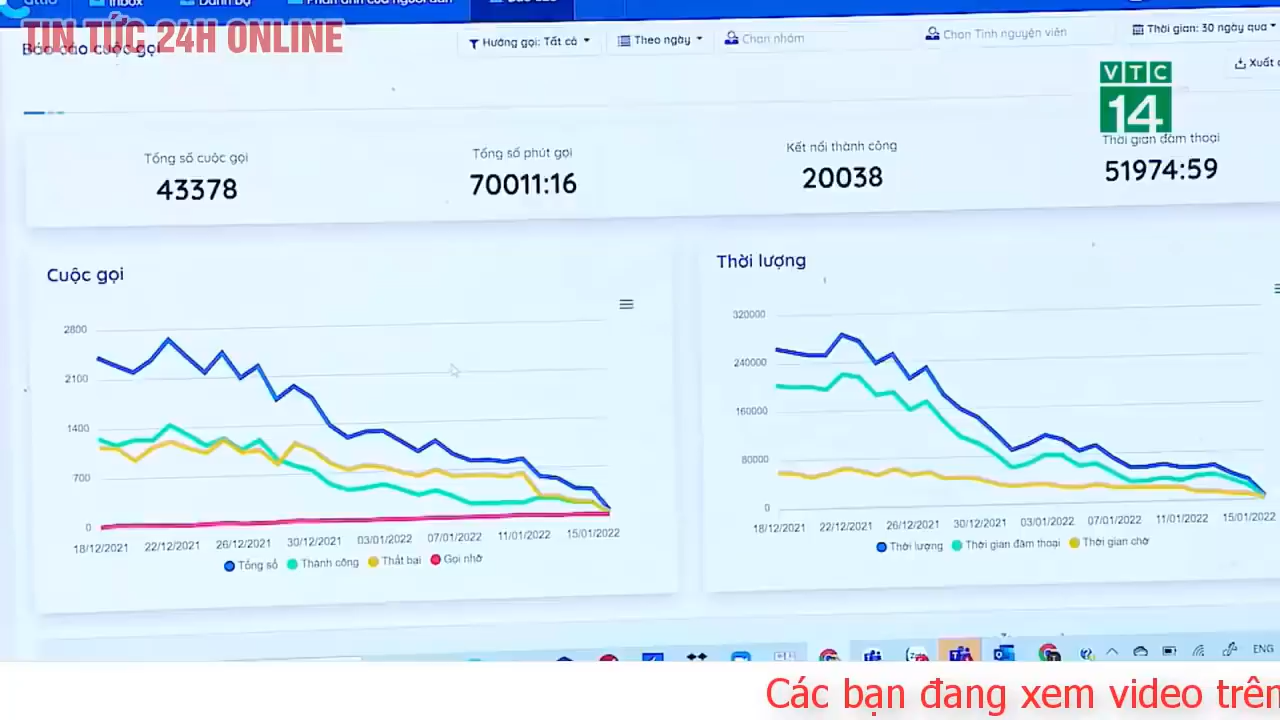 Inbox
TIN TỨC 24H ONLINE
Báo cáo cuộc gọi
Hướng gọi: Tất cả
Theo ngày
Chọn nhóm
Chọn Tình nguyện viên
Thời gian: 30 ngày qua
Xuất
VTC
14
Tổng số cuộc gọi
43378
Tổng số phút gọi
70011:16
Kết nối thành công
20038
Thời gian đàm thoại
51974:59
Cuộc gọi
2800
2100
1400
700
0
18/12/2021 22/12/2021 26/12/2021 30/12/2021 03/01/2022 07/01/2022 11/01/2022 15/01/2022
Tổng số Thành công Thất bại Gọi nhỡ
Thời lượng
320000
240000
160000
80000
0
18/12/2021 22/12/2021 26/12/2021 30/12/2021 03/01/2022 07/01/2022 11/01/2022 15/01/2022
Thời lượng Thời gian đàm thoại Thời gian chờ
ENG
Các bạn đang xem video trên